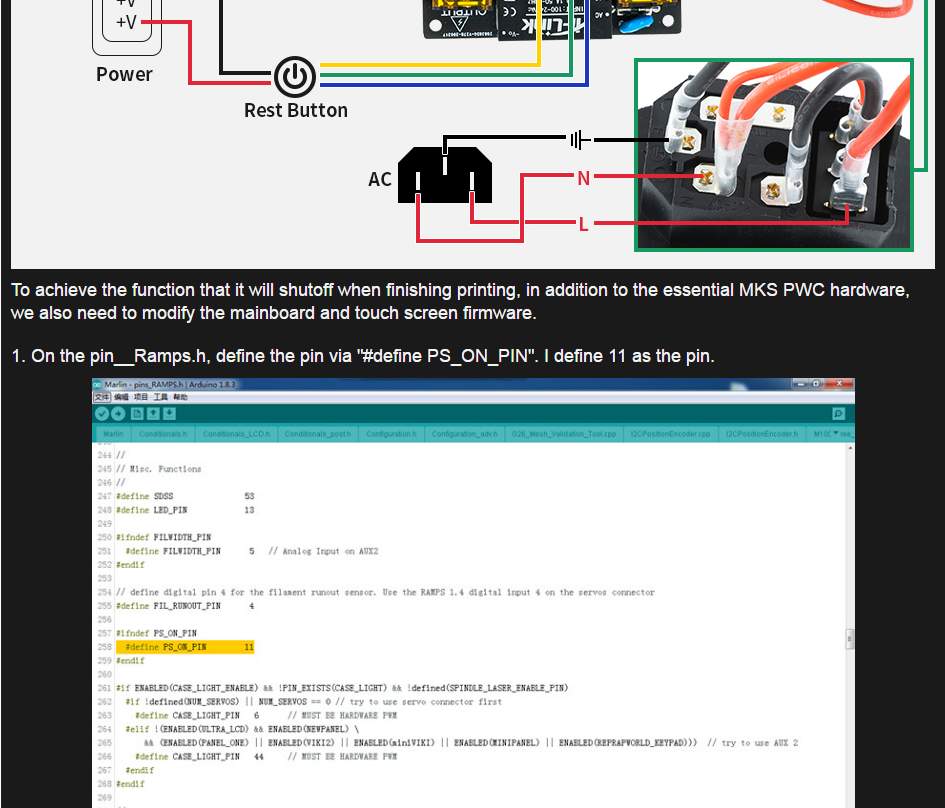 +V
+V
Power
Rest Button
AC
N
L
To achieve the function that it will shutoff when finishing printing, in addition to the essential MKS PWC hardware,
we also need to modify the mainboard and touch screen firmware.
1. On the pin__Ramps.h, define the pin via "#define PS_ON_PIN". I define 11 as the pin.
Marlin - pins_RAMPS.h | Arduino 1.8.3
文件 编辑 项目 工具 帮助
Marlin Conditionals.h Conditionals_LCD.h Conditionals_post.h Configuration.h Configuration_adv.h G26_Mesh_Validation_Tool.cpp I2CPositionEncoder.cpp I2CPositionEncoder.h
244 //
245 // Misc. Functions
246 //
247 #define SDSS 53
248 #define LED_PIN 13
249
250 #ifndef FILWIDTH_PIN
251 #define FILWIDTH_PIN 5 // Analog Input on AUX2
252 #endif
253
254 // define digital pin 4 for the filament runout sensor. Use the RAMPS 1.4 digital input 4 on the servos connector
255 #define FIL_RUNOUT_PIN 4
256
257 #ifndef PS_ON_PIN
258 #define PS_ON_PIN 11
259 #endif
260
261 #if ENABLED(CASE_LIGHT_ENABLE) && !PIN_EXISTS(CASE_LIGHT) && !defined(SPINDLE_LASER_ENABLE_PIN)
262 #if !defined(NUM_SERVOS) || NUM_SERVOS == 0 // try to use servo connector first
263 #define CASE_LIGHT_PIN 6 // MUST BE HARDWARE PWM
264 #elif !(ENABLED(ULTRA_LCD) && ENABLED(NEWPANEL) \
265 && (ENABLED(PANEL_ONE) || ENABLED(VIKI2) || ENABLED(miniVIKI) || ENABLED(MINIPANEL) || ENABLED(REPRAPWORLD_KEYPAD))) // try to use AUX 2
266 #define CASE_LIGHT_PIN 44 // MUST BE HARDWARE PWM
267 #endif
268 #endif
269